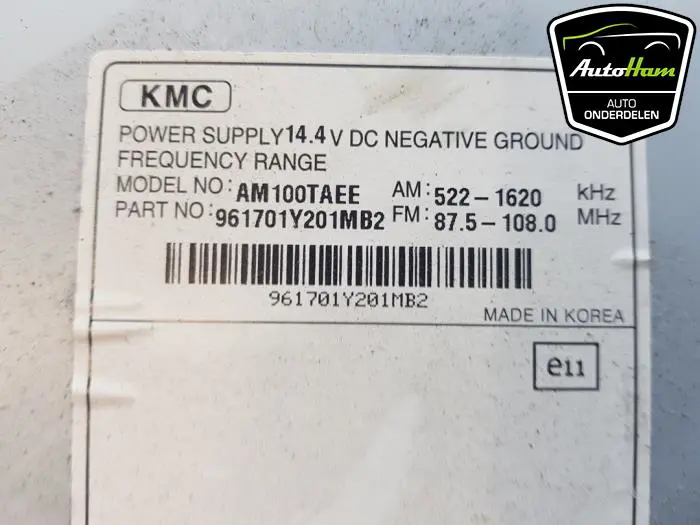 AutoHam
AUTO
ONDERDELEN
KMC
POWER SUPPLY 14.4 V DC NEGATIVE GROUND
FREQUENCY RANGE
MODEL NO: AM100TAEE AM: 522-1620 kHz
PART NO: 961701Y201MB2 FM: 87.5-108.0 MHz
961701Y201MB2
MADE IN KOREA
e11